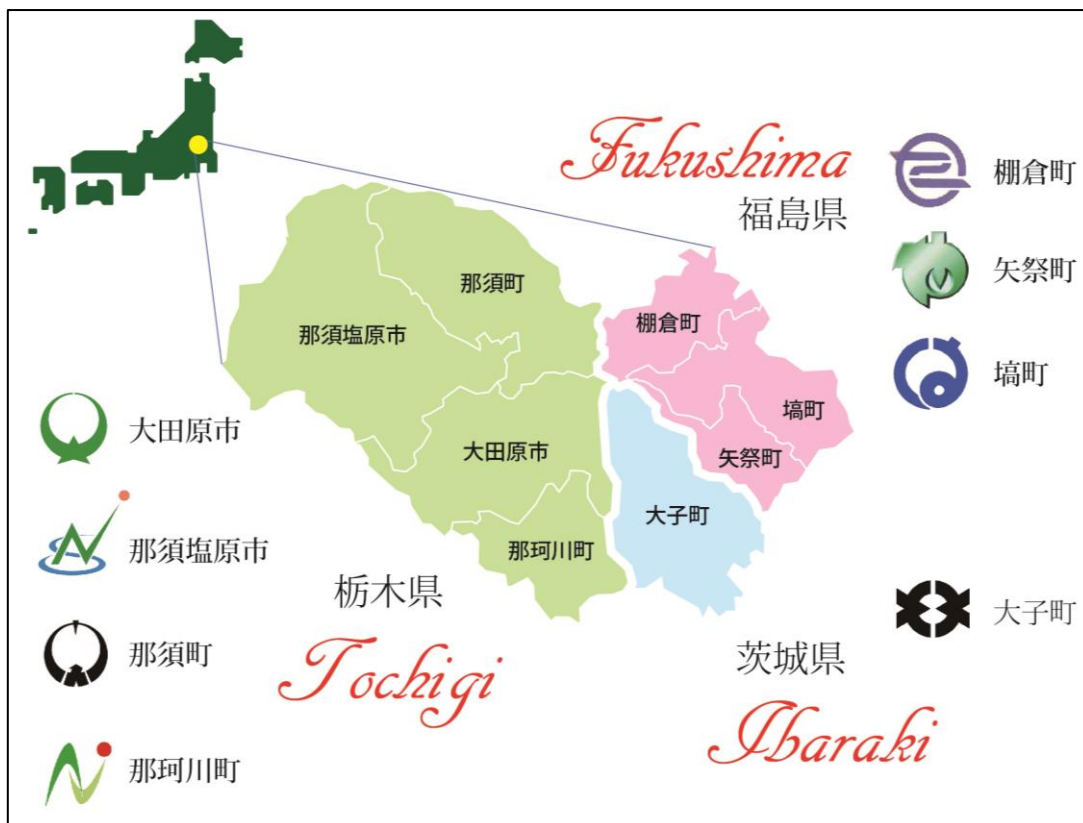 Fukushima
福島県
棚倉町
矢祭町
塙町
那須町
那須塩原市
棚倉町
塙町
矢祭町
大田原市
大子町
那珂川町
大田原市
那須塩原市
那須町
那珂川町
栃木県
Tochigi
茨城県
Ibaraki
大子町